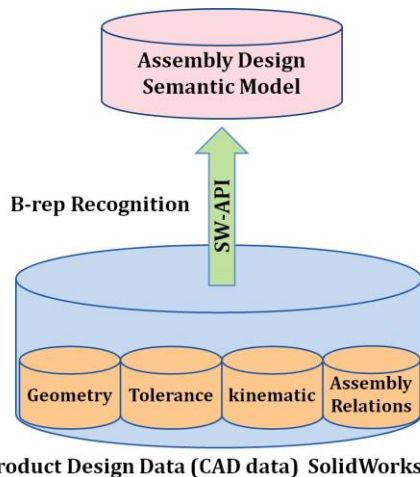 Assembly Design
Semantic Model
B-rep Recognition
SW-API
Geometry
Tolerance
kinematic
Assembly
Relations
roduct Design Data (CAD data) SolidWorks